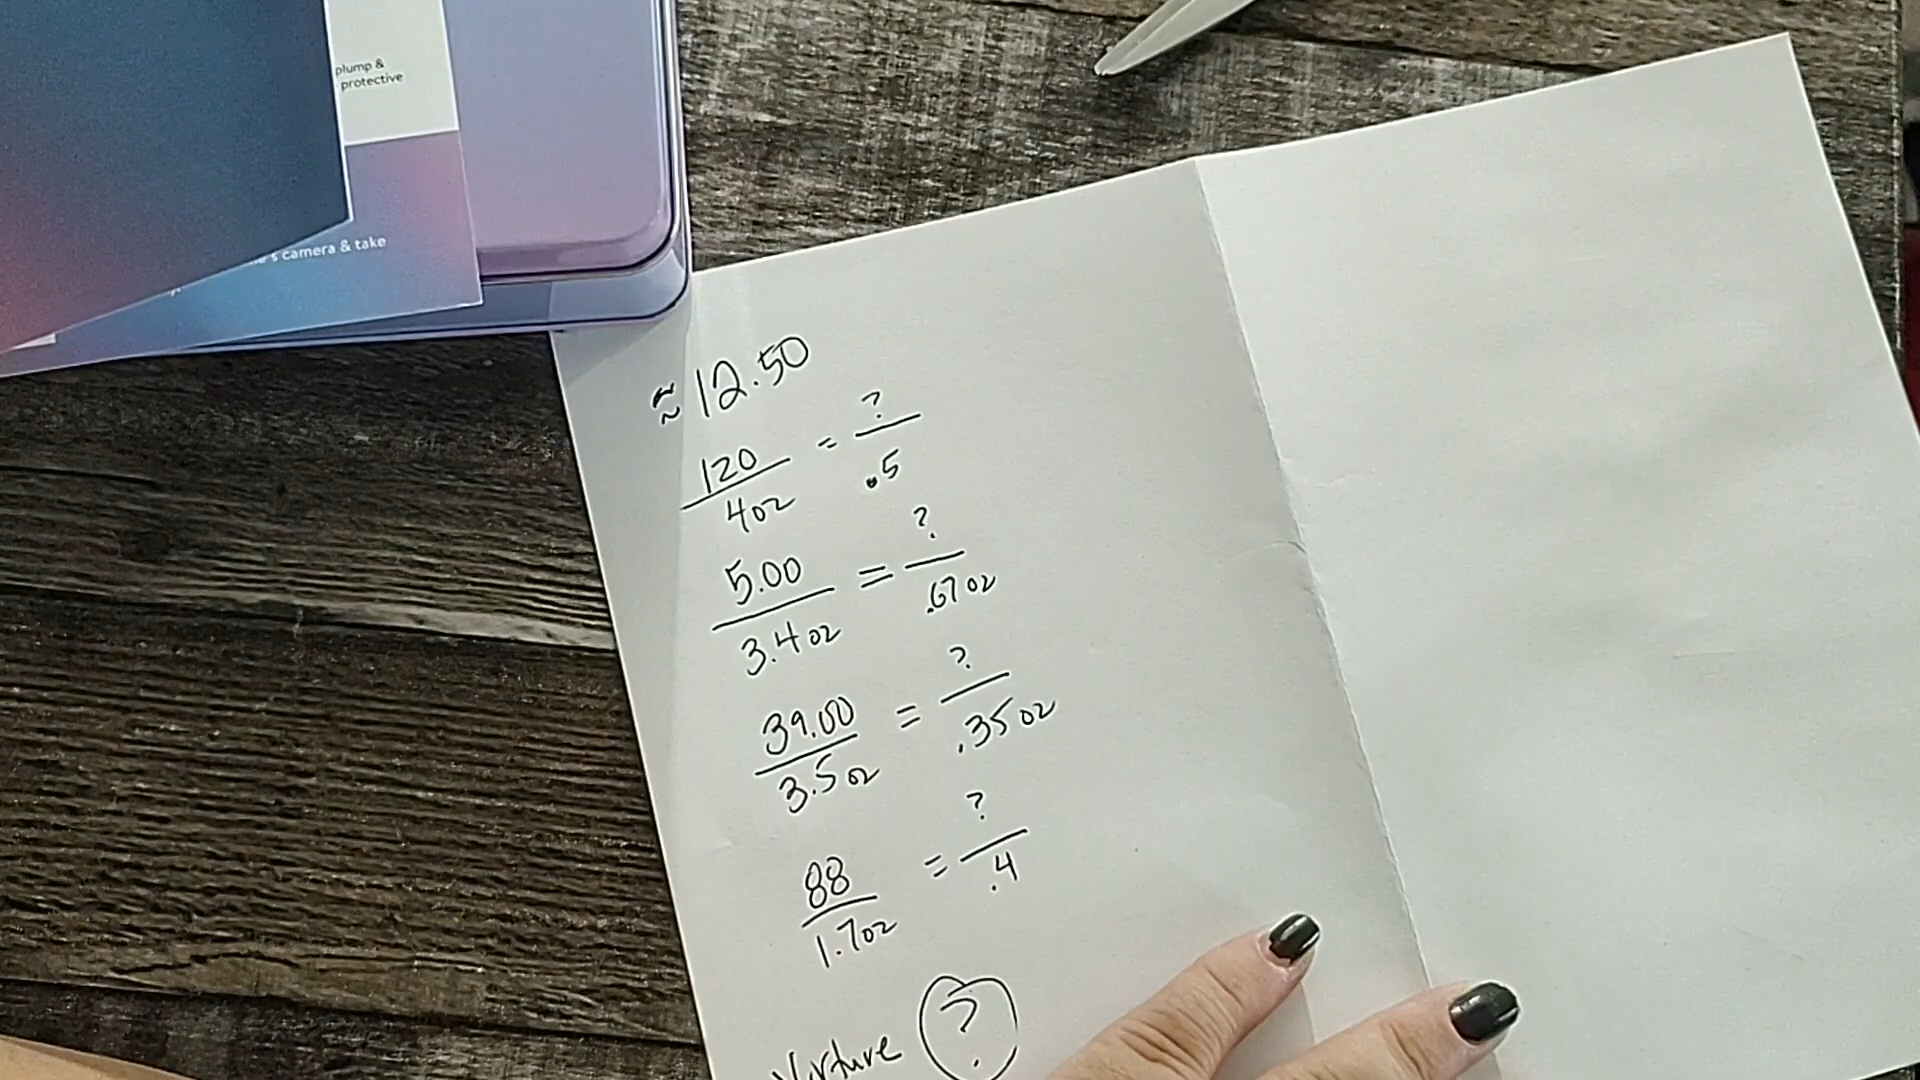 plump &
protective
's camera & take
≈ 12.50
120/4oz = ?/.5
5.00/3.4oz = ?/.67oz
39.00/3.5oz = ?/.35oz
88/1.7oz = ?/.4
?